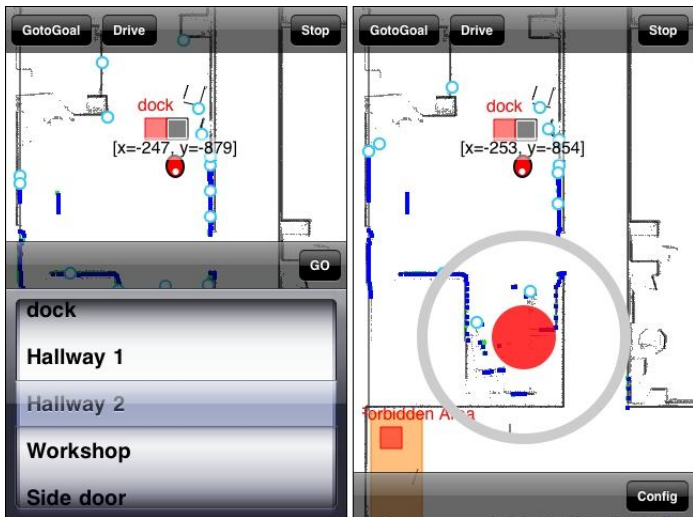 GotoGoal Drive Stop
dock
[x=-247, y=-879]
GO
dock
Hallway 1
Hallway 2
Workshop
Side door
GotoGoal Drive Stop
dock
[x=-253, y=-854]
Forbidden Area
Config